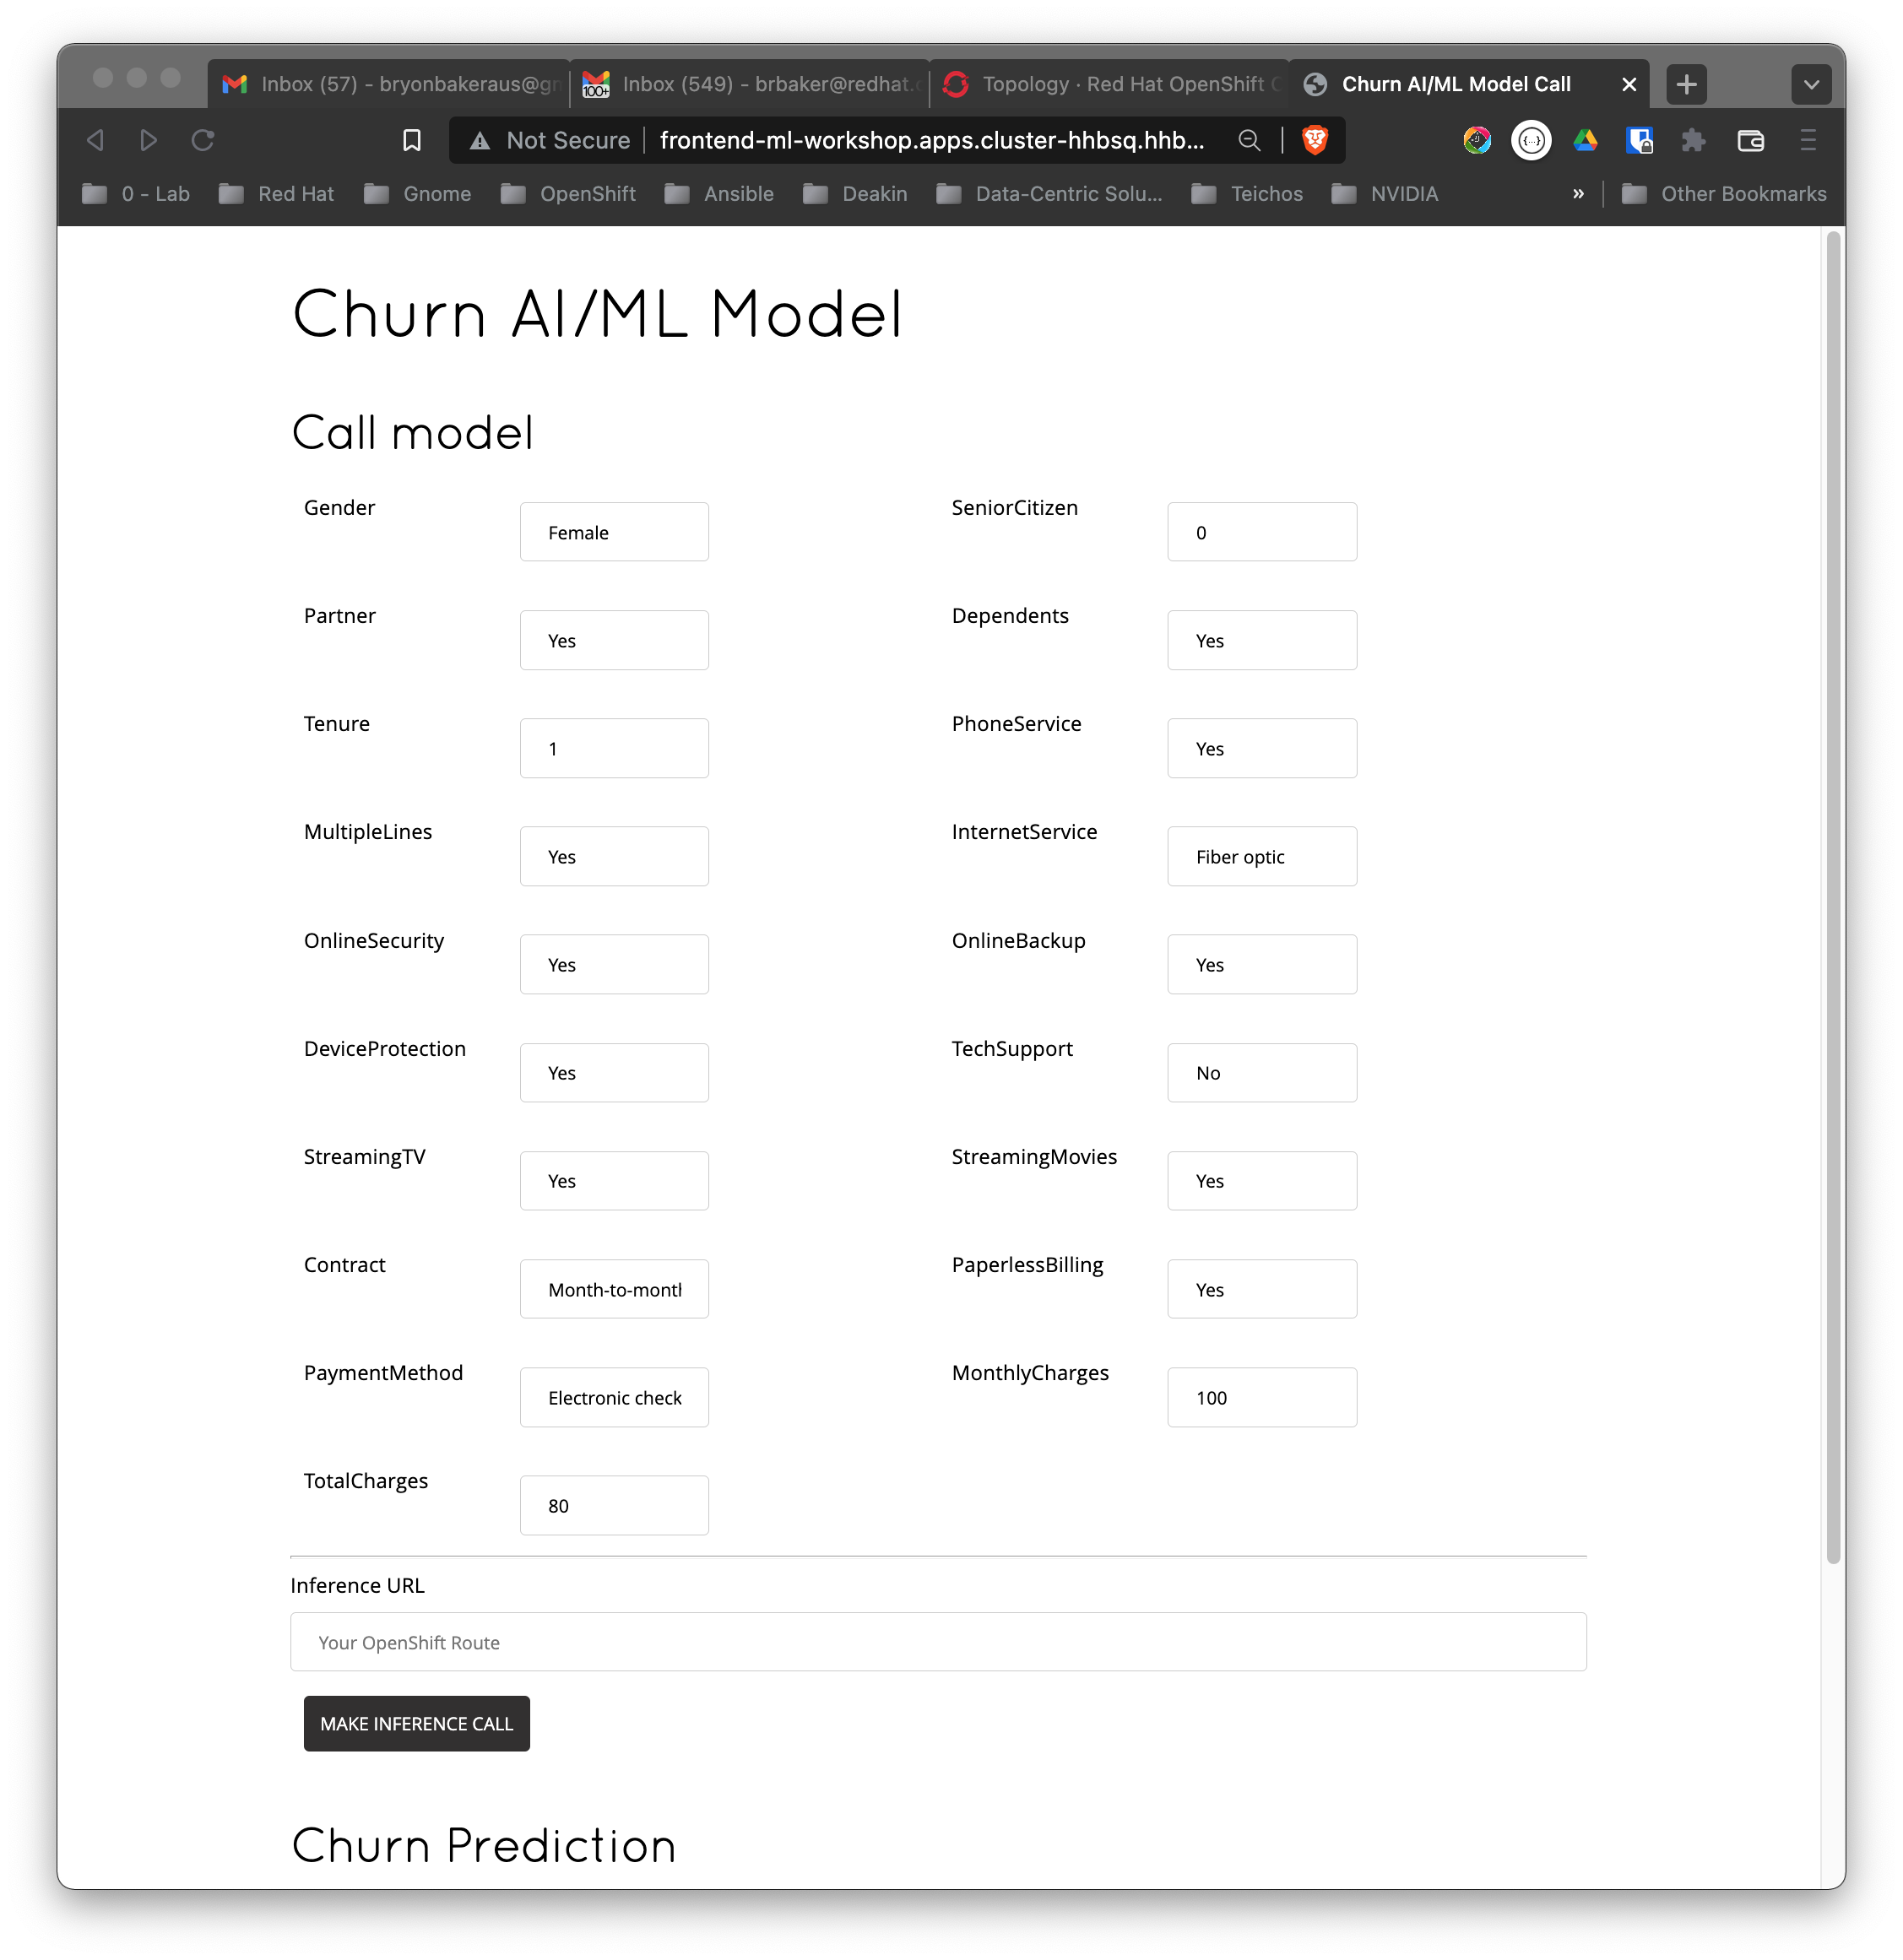 Inbox (57) - bryonbakeraus@gm Inbox (549) - brbaker@redhat.c Topology · Red Hat OpenShift C Churn AI/ML Model Call
100+
Not Secure frontend-ml-workshop.apps.cluster-hhbsq.hhb...
0 - Lab Red Hat Gnome OpenShift Ansible Deakin Data-Centric Solu... Teichos NVIDIA » Other Bookmarks
Churn AI/ML Model
Call model
Gender Female SeniorCitizen 0
Partner Yes Dependents Yes
Tenure 1 PhoneService Yes
MultipleLines Yes InternetService Fiber optic
OnlineSecurity Yes OnlineBackup Yes
DeviceProtection Yes TechSupport No
StreamingTV Yes StreamingMovies Yes
Contract Month-to-month PaperlessBilling Yes
PaymentMethod Electronic check MonthlyCharges 100
TotalCharges 80
Inference URL
Your OpenShift Route
MAKE INFERENCE CALL
Churn Prediction